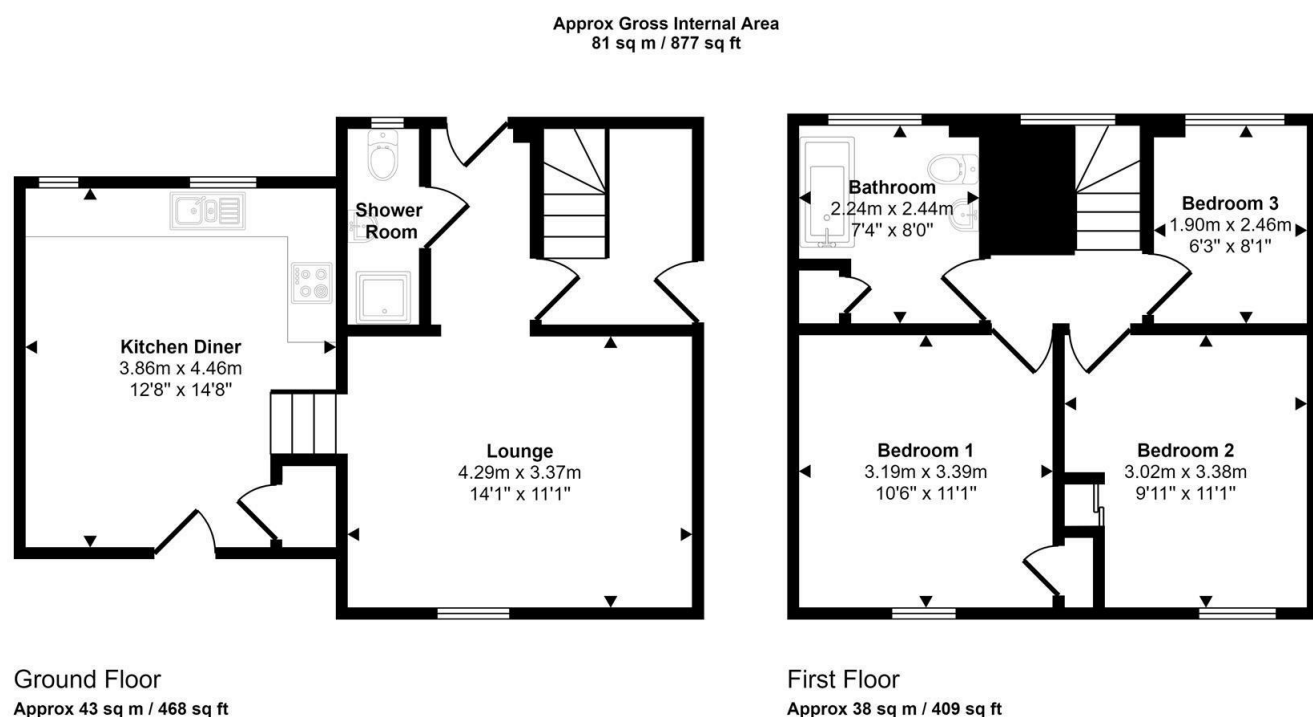 Approx Gross Internal Area
81 sq m / 877 sq ft
Shower
Room
Kitchen Diner
3.86m x 4.46m
12'8" x 14'8"
Lounge
4.29m x 3.37m
14'1" x 11'1"
Ground Floor
Approx 43 sq m / 468 sq ft
Bathroom
2.24m x 2.44m
7'4" x 8'0"
Bedroom 3
1.90m x 2.46m
6'3" x 8'1"
Bedroom 1
3.19m x 3.39m
10'6" x 11'1"
Bedroom 2
3.02m x 3.38m
9'11" x 11'1"
First Floor
Approx 38 sq m / 409 sq ft